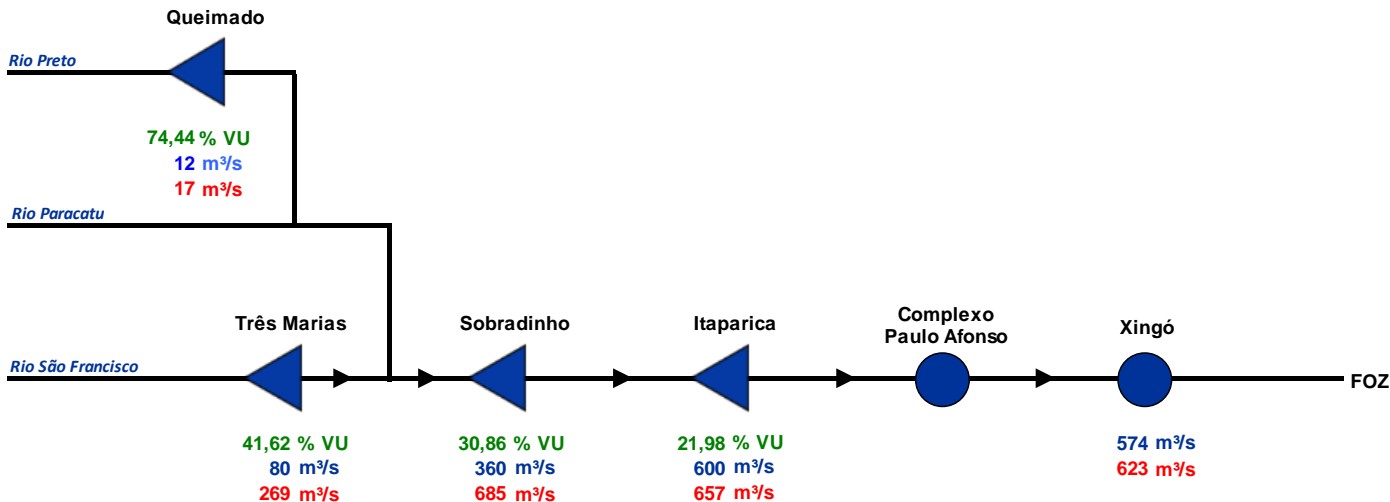 Queimado
Rio Preto
74,44 % VU
12 m³/s
17 m³/s
Rio Paracatu
Três Marias
Sobradinho
Itaparica
Complexo
Paulo Afonso
Xingó
Rio São Francisco
FOZ
41,62 % VU
80 m³/s
269 m³/s
30,86 % VU
360 m³/s
685 m³/s
21,98 % VU
600 m³/s
657 m³/s
574 m³/s
623 m³/s